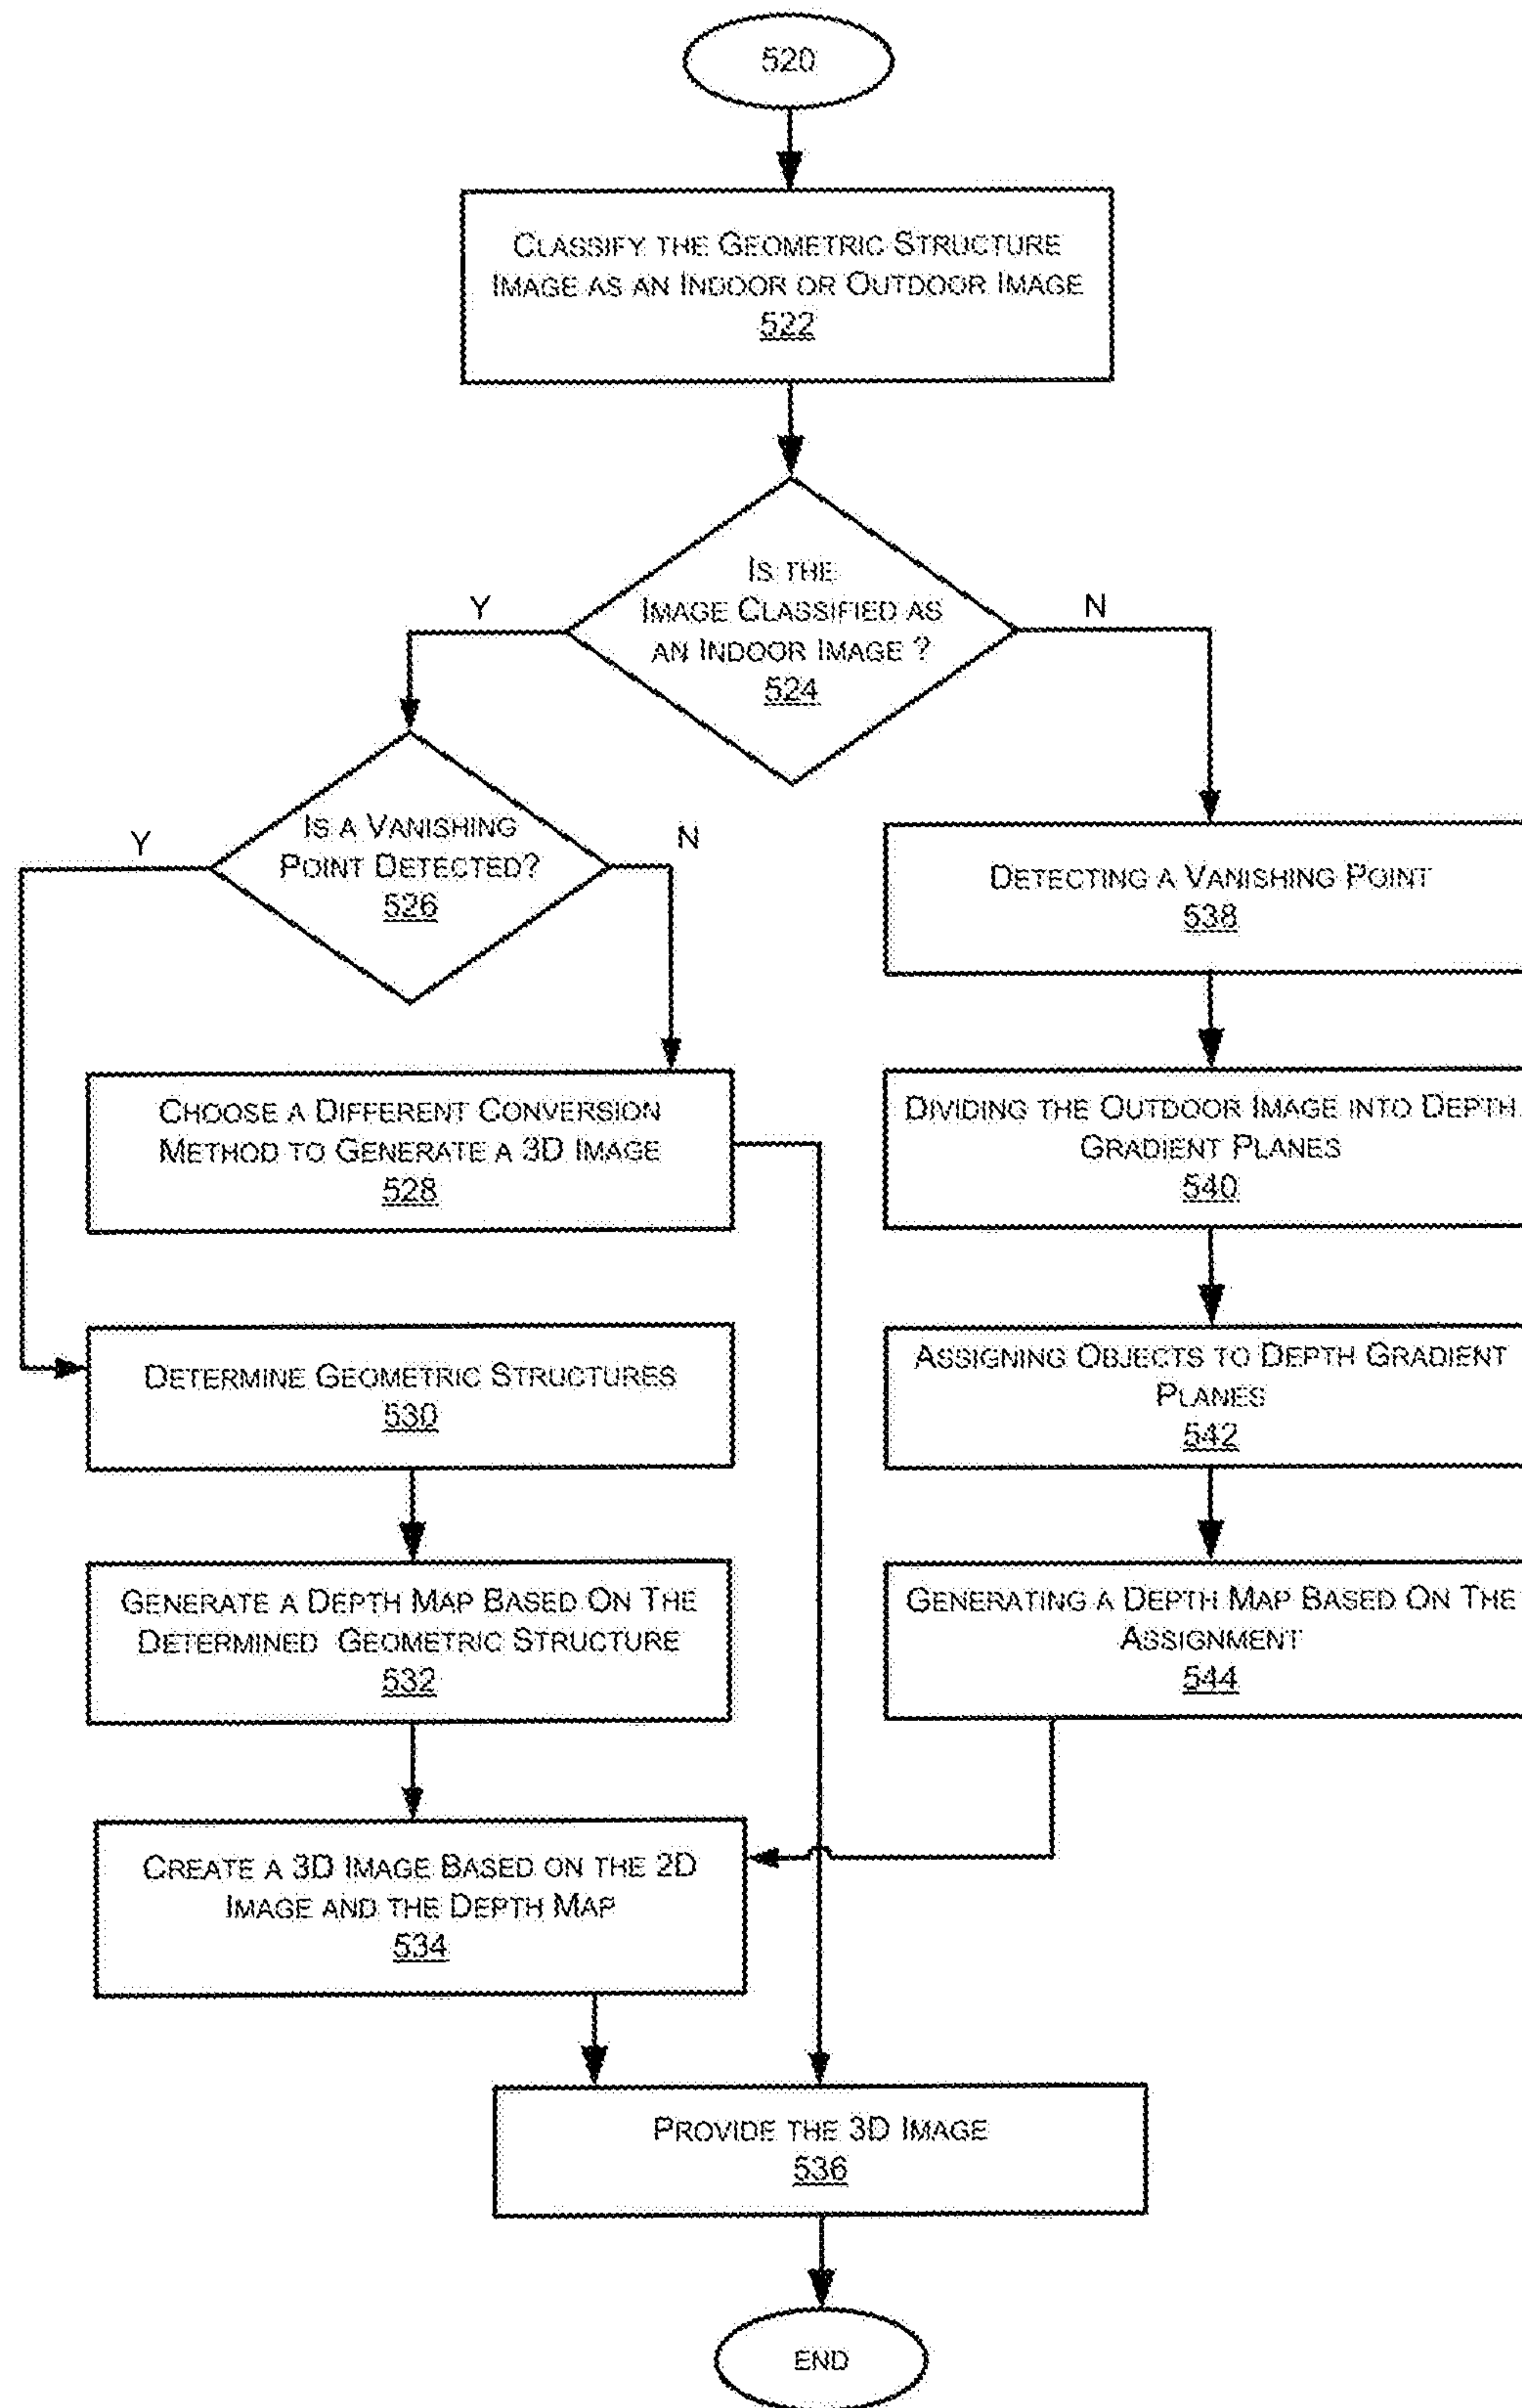 520
CLASSIFY THE GEOMETRIC STRUCTURE
IMAGE AS AN INDOOR OR OUTDOOR IMAGE
522
IS THE
IMAGE CLASSIFIED AS
AN INDOOR IMAGE ?
524
Y
N
IS A VANISHING
POINT DETECTED?
526
Y
N
DETECTING A VANISHING POINT
538
CHOOSE A DIFFERENT CONVERSION
METHOD TO GENERATE A 3D IMAGE
528
DIVIDING THE OUTDOOR IMAGE INTO DEPTH
GRADIENT PLANES
540
DETERMINE GEOMETRIC STRUCTURES
530
ASSIGNING OBJECTS TO DEPTH GRADIENT
PLANES
542
GENERATE A DEPTH MAP BASED ON THE
DETERMINED GEOMETRIC STRUCTURE
532
GENERATING A DEPTH MAP BASED ON THE
ASSIGNMENT
544
CREATE A 3D IMAGE BASED ON THE 2D
IMAGE AND THE DEPTH MAP
534
PROVIDE THE 3D IMAGE
536
END